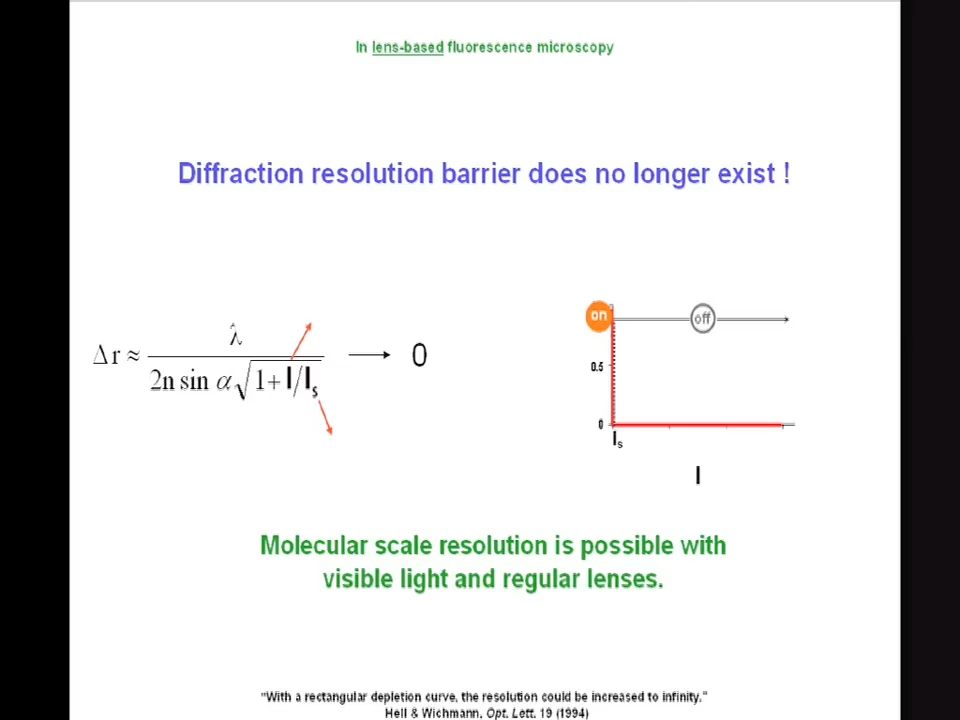 In lens-based fluorescence microscopy
Diffraction resolution barrier does no longer exist !
Δr ≈ λ / 2n sin α √1+I/Is → 0
on
off
0.5
0
Is
I
Molecular scale resolution is possible with
visible light and regular lenses.
"With a rectangular depletion curve, the resolution could be increased to infinity."
Hell & Wichmann, Opt. Lett. 19 (1994)